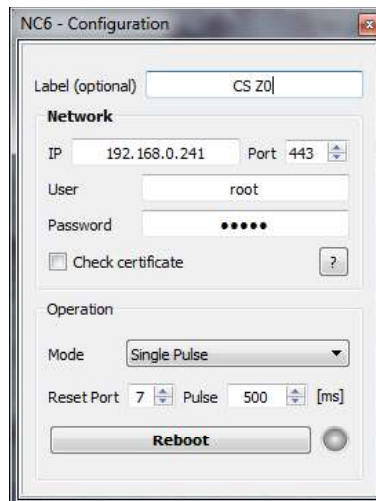 NC6 - Configuration
Label (optional) CS Z0
Network
IP 192.168.0.241 Port 443
User root
Password •••••
Check certificate ?
Operation
Mode Single Pulse
Reset Port 7 Pulse 500 [ms]
Reboot